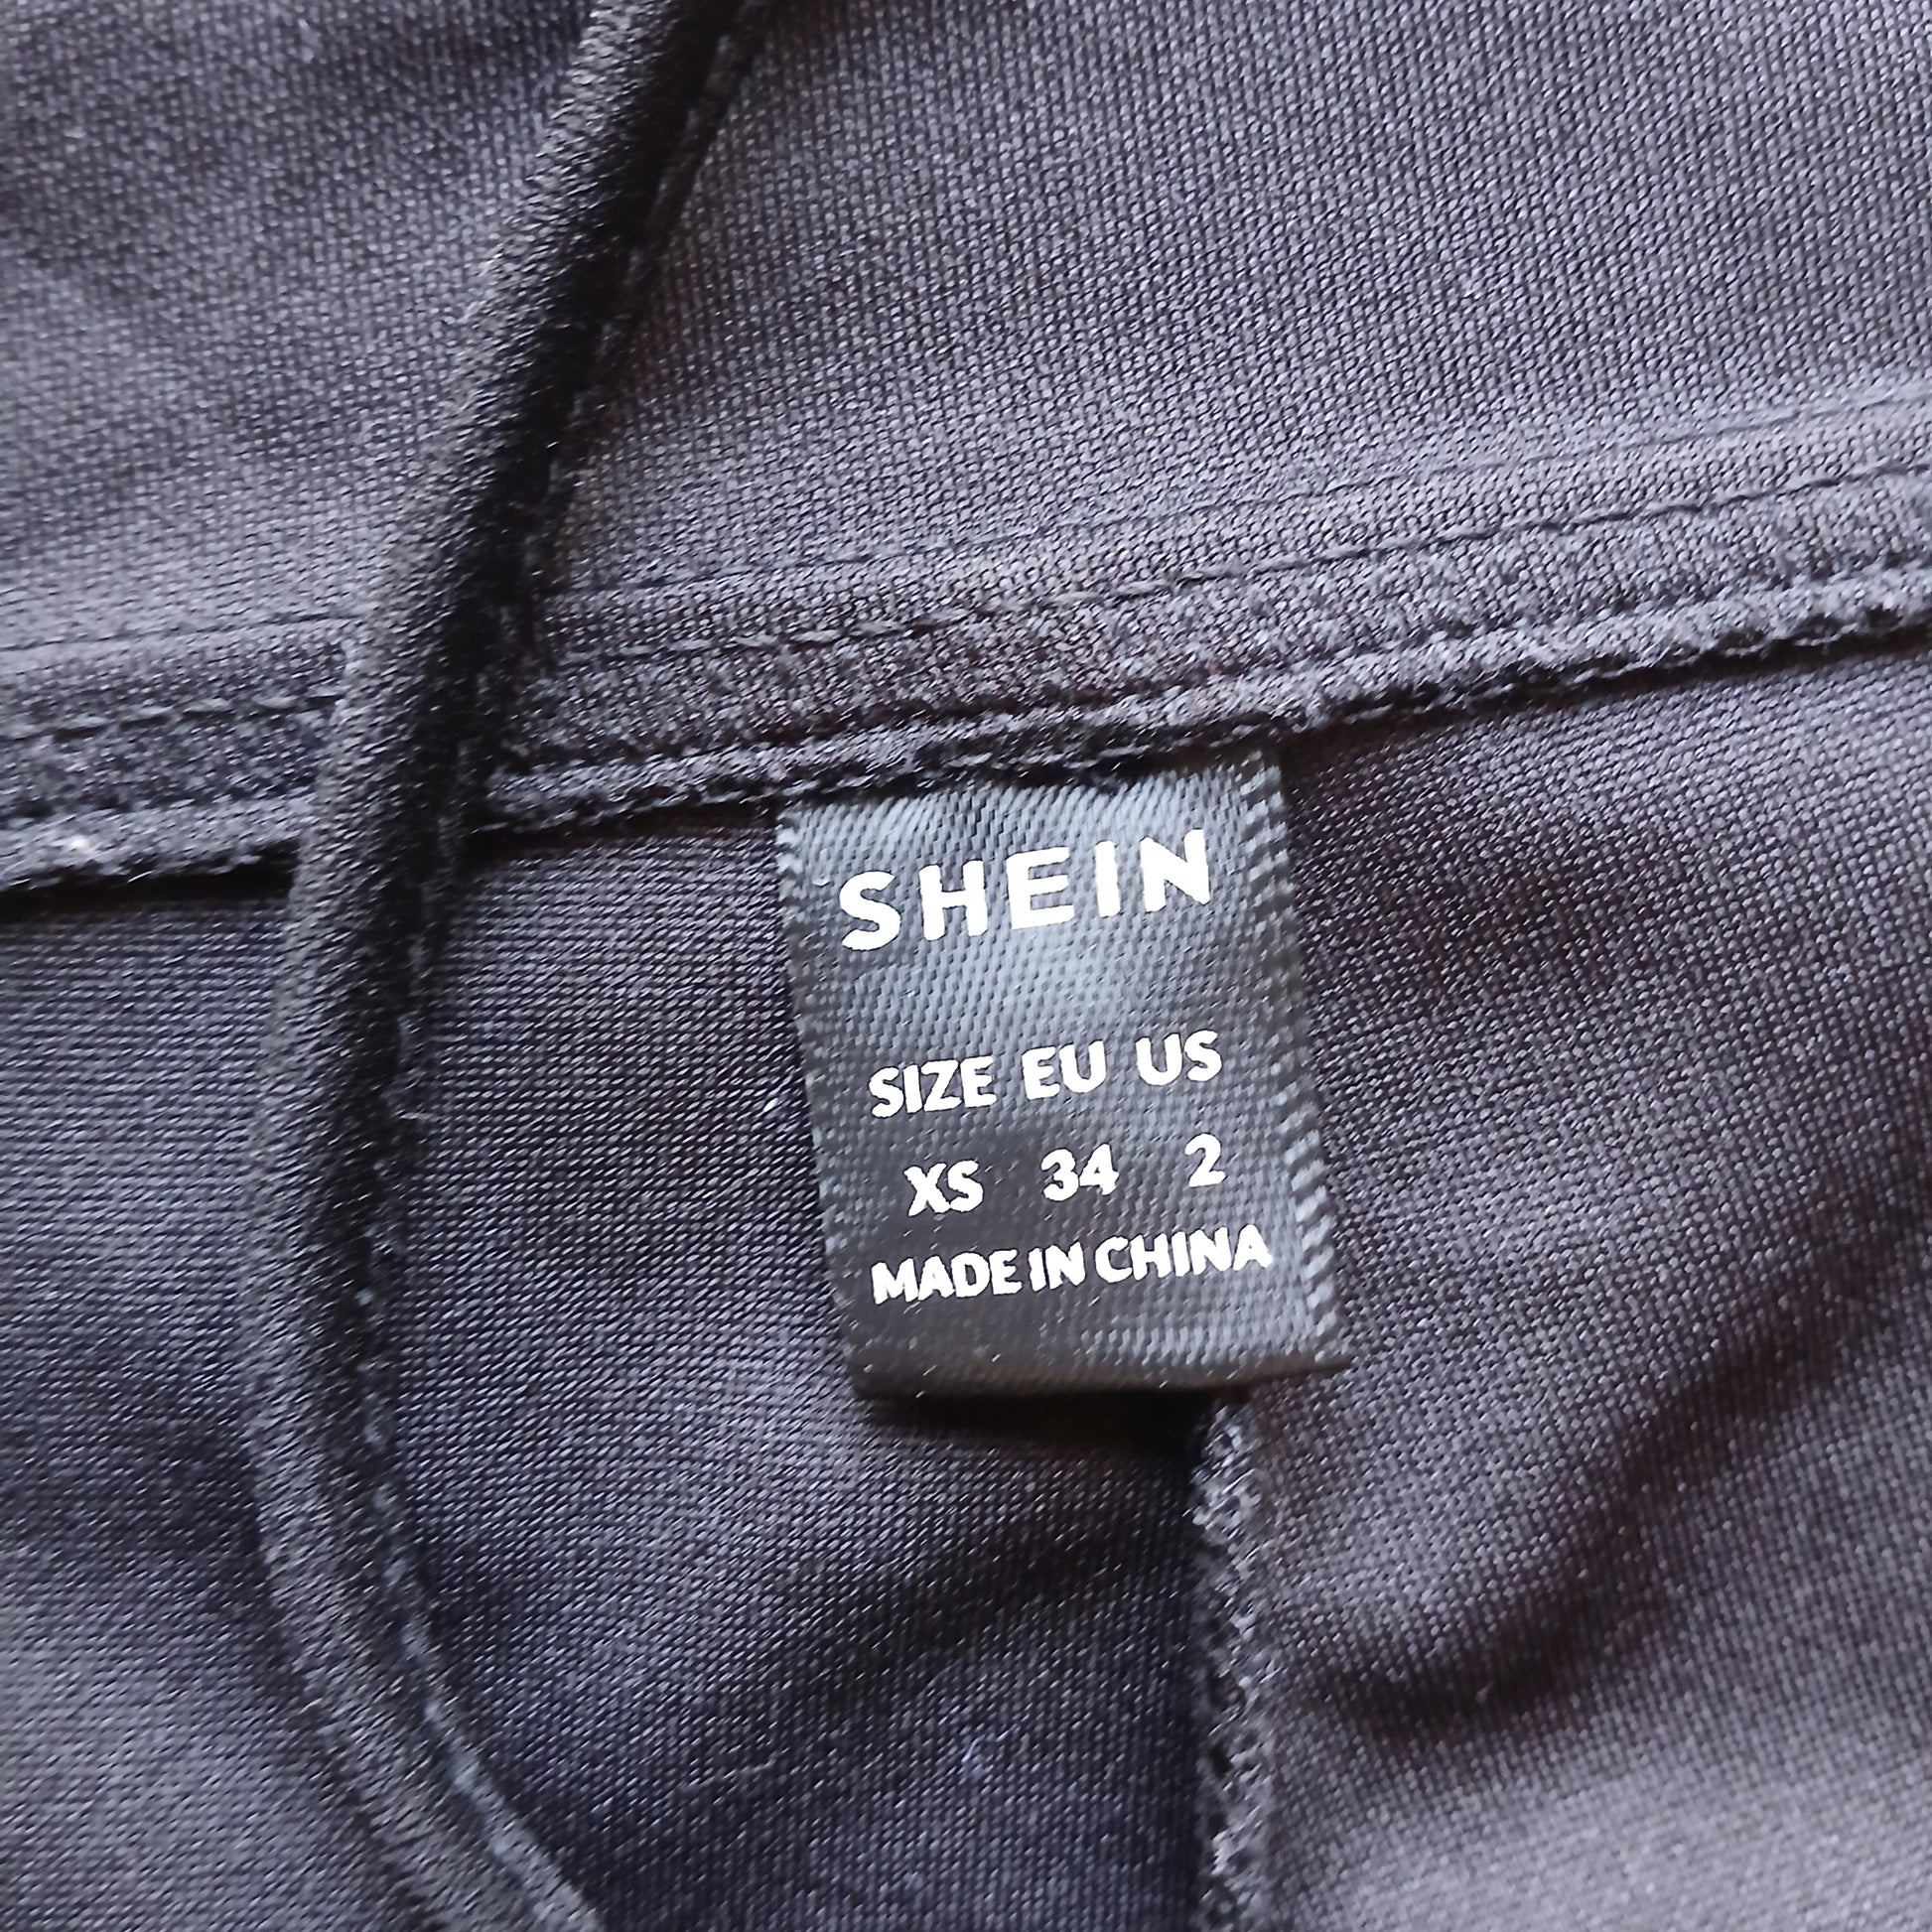 SHEIN
SIZE EU US
XS 34 2
MADE IN CHINA